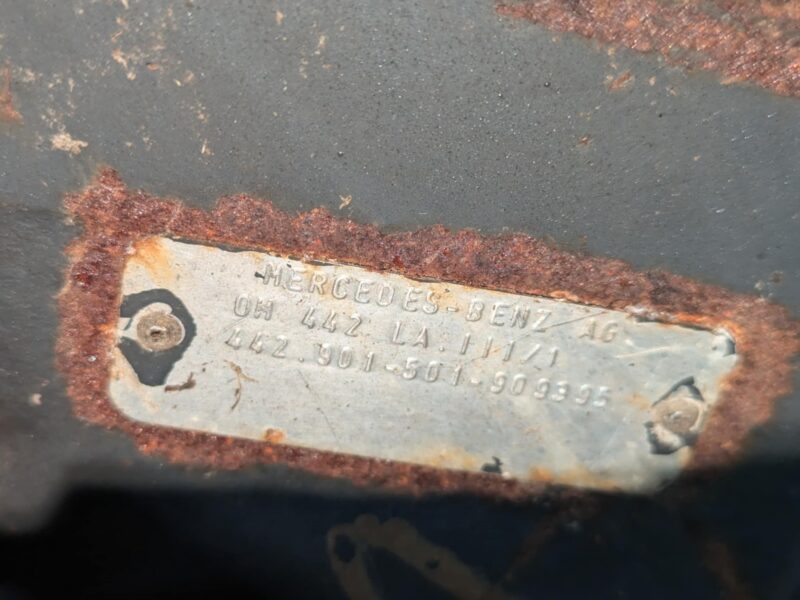 MERCEDES-BENZ AG
OM 442 LA.III/1
442.901-501-909395